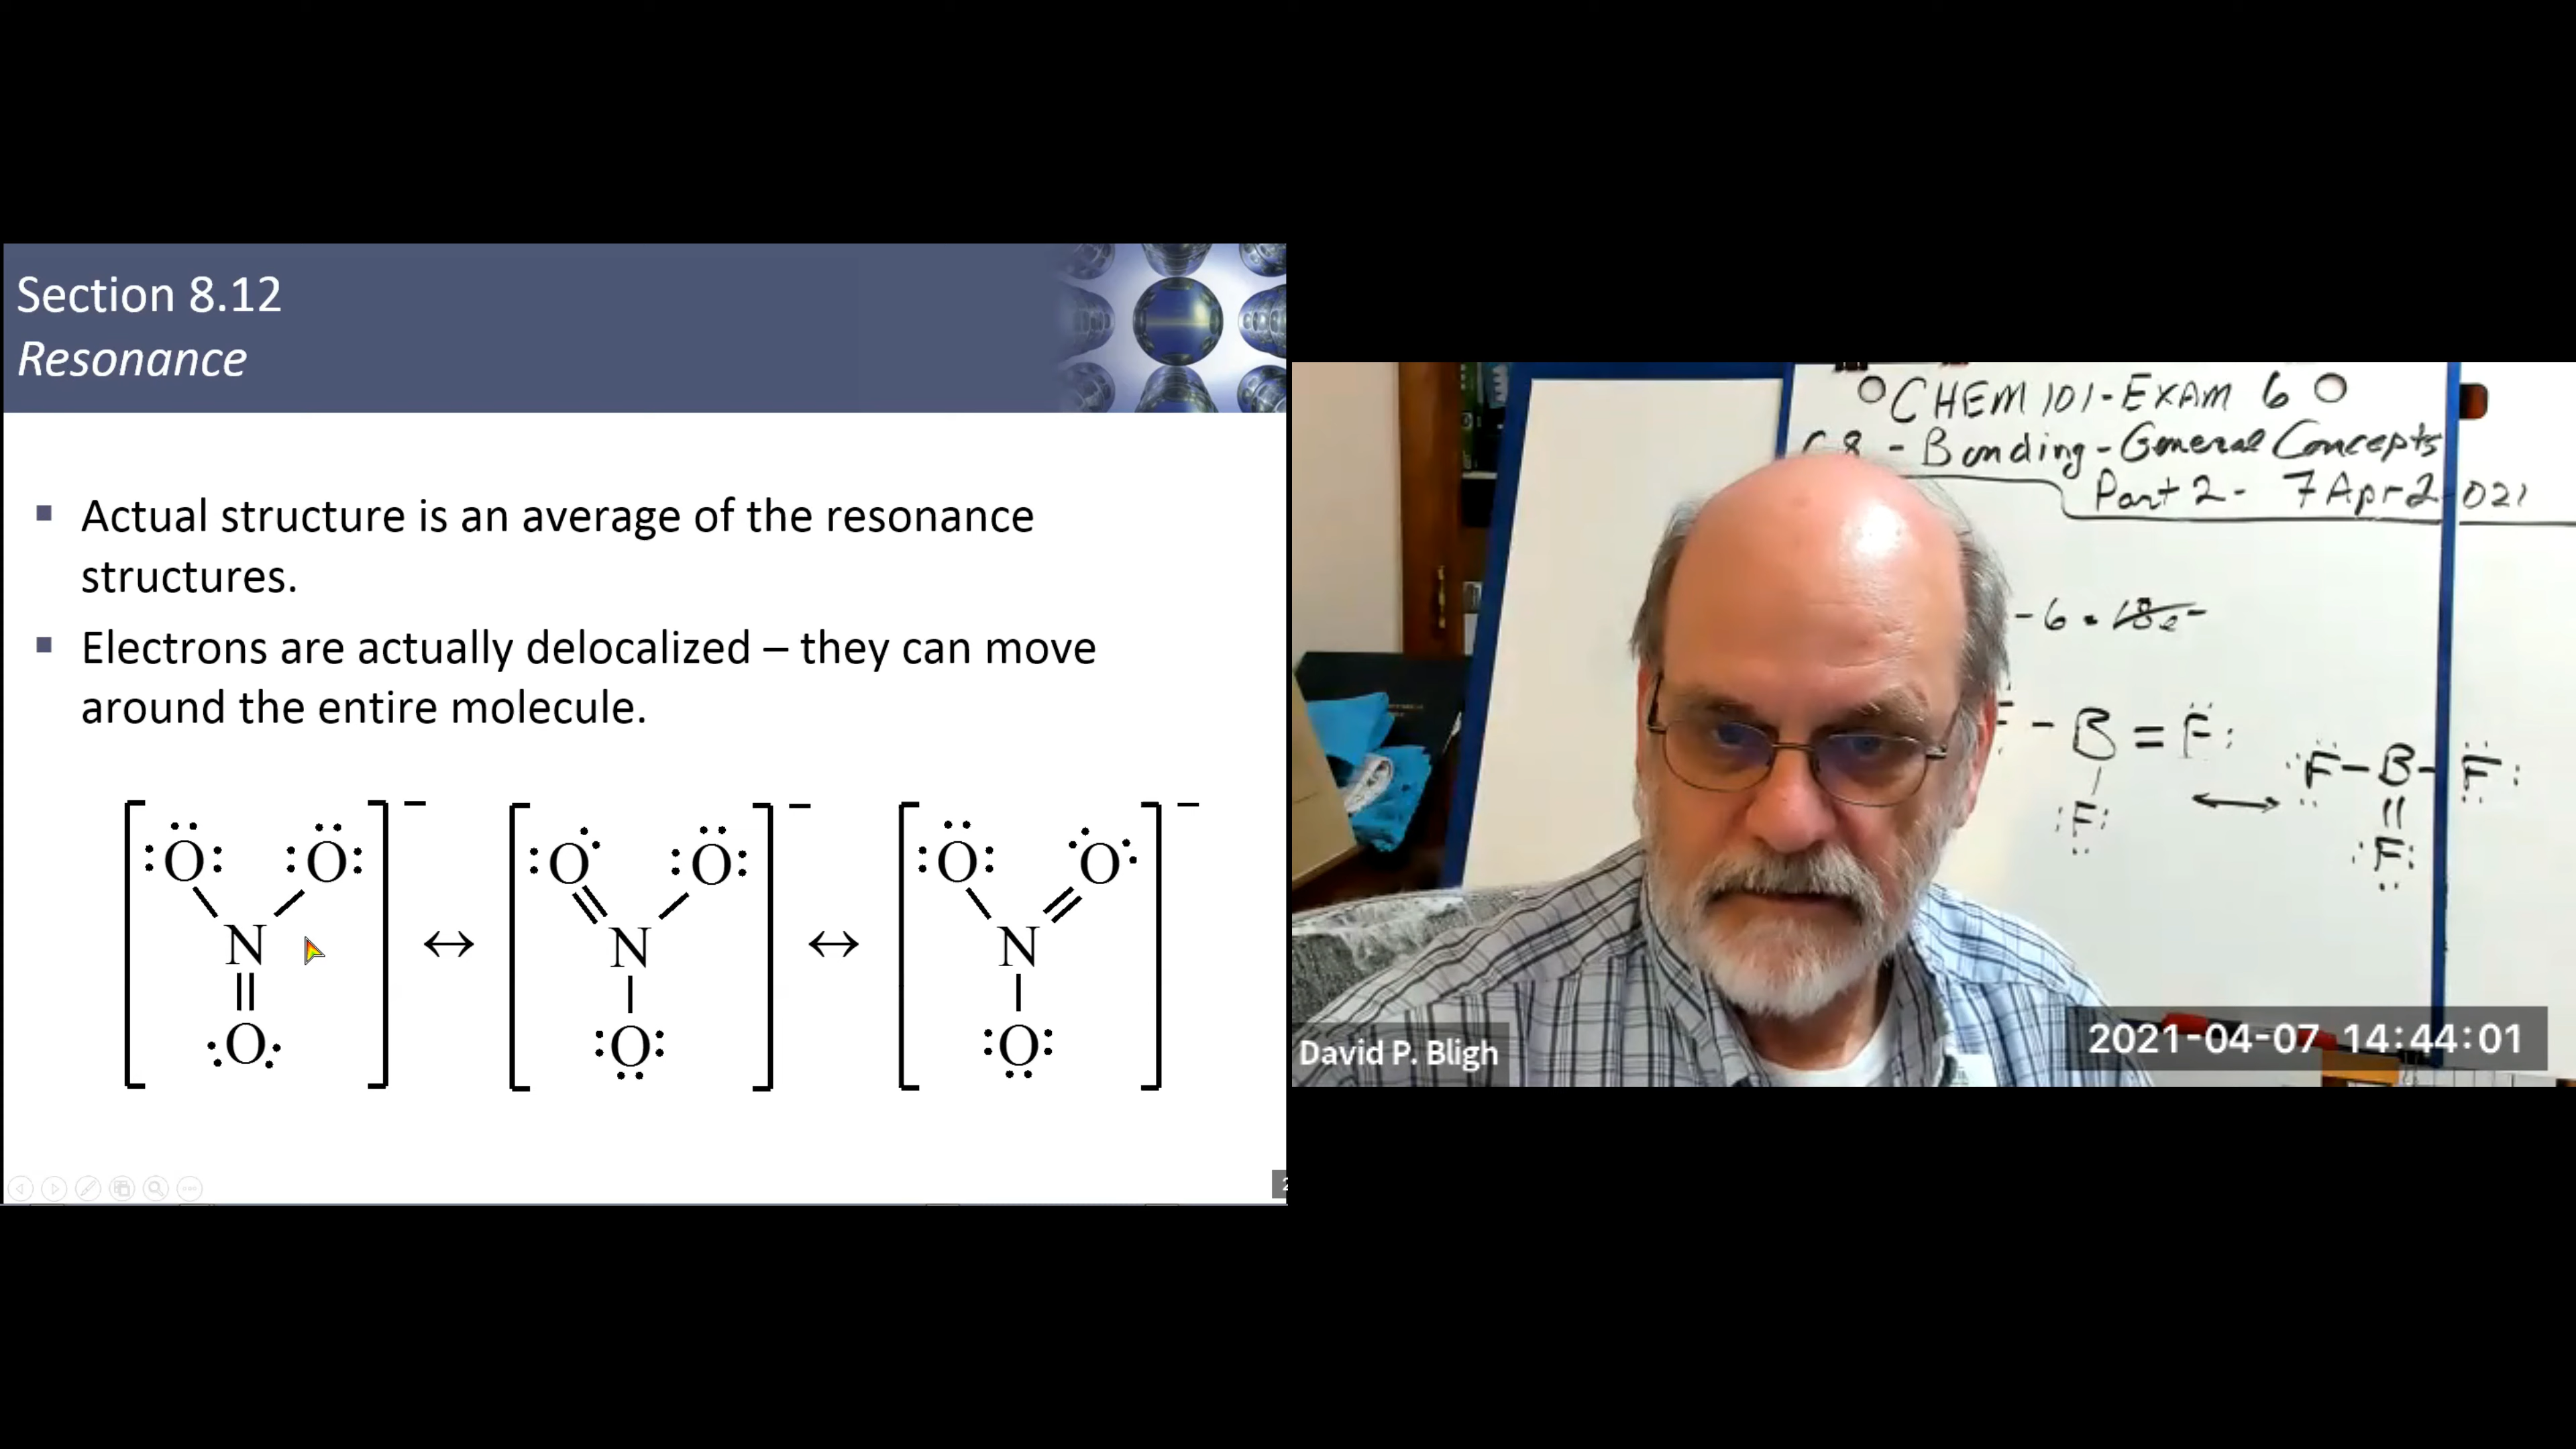 Section 8.12
Resonance
▪ Actual structure is an average of the resonance
structures.
▪ Electrons are actually delocalized – they can move
around the entire molecule.
O O O O O O
N ↔ N ↔ N
O O O
CHEM 101-EXAM 6
- Bonding - General Concepts
Part 2 - 7 Apr 2021
- 6
- B = F:
:F:
↔
:F - B - F:
:F:
David P. Bligh
2021-04-07 14:44:01